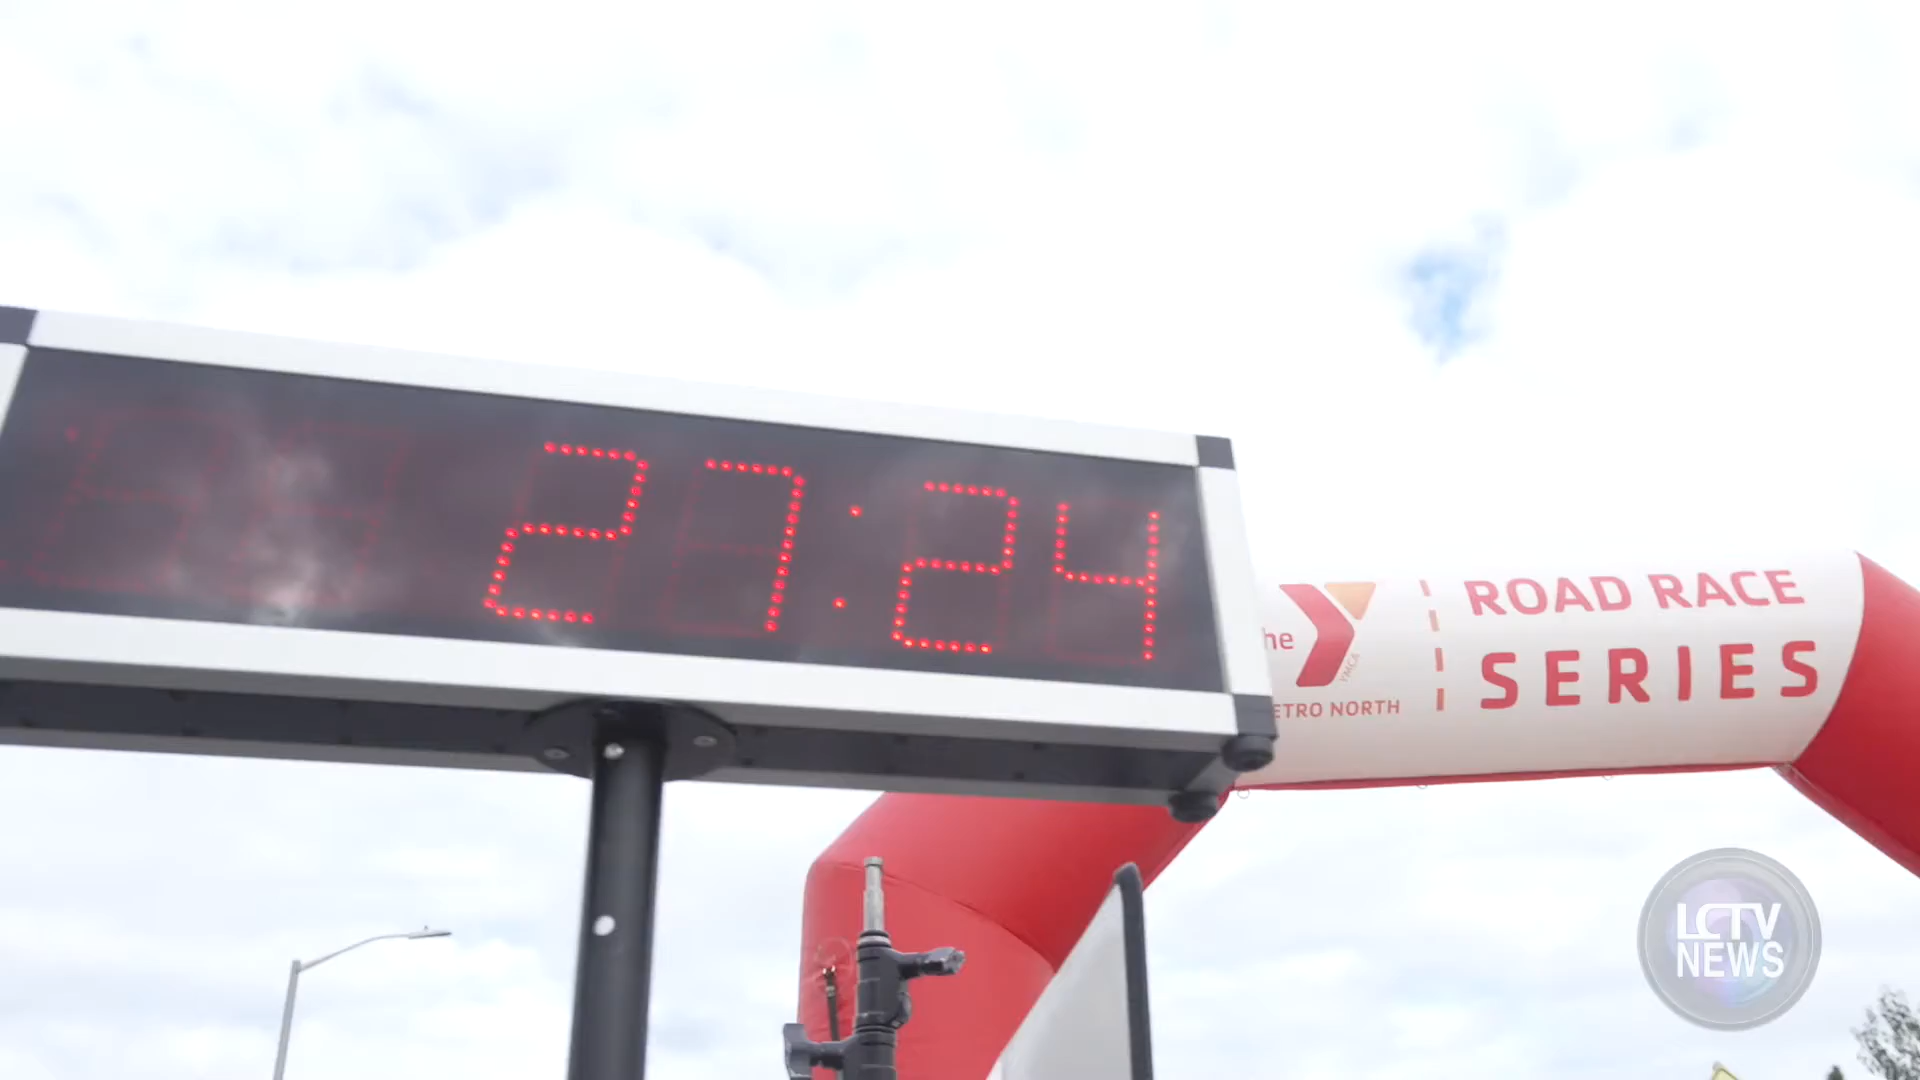 27:24
he
YMCA
ETRO NORTH
ROAD RACE
SERIES
LCTV
NEWS